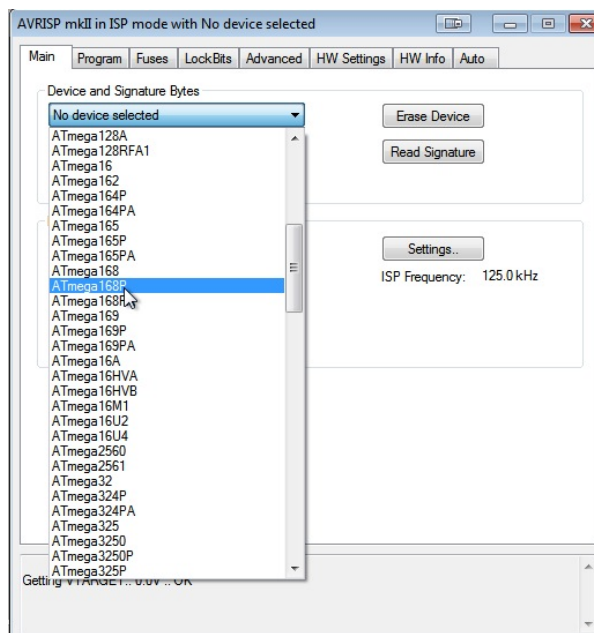 AVRISP mkII in ISP mode with No device selected
Main Program Fuses LockBits Advanced HW Settings HW Info Auto
Device and Signature Bytes
No device selected
Erase Device
Read Signature
ATmega128A
ATmega128RFA1
ATmega16
ATmega162
ATmega164P
ATmega164PA
ATmega165
ATmega165P
ATmega165PA
ATmega168
ATmega168P
ATmega169
ATmega169P
ATmega169PA
ATmega16A
ATmega16HVA
ATmega16HVB
ATmega16M1
ATmega16U2
ATmega16U4
ATmega2560
ATmega2561
ATmega32
ATmega324P
ATmega324PA
ATmega325
ATmega3250
ATmega3250P
ATmega325P
Settings..
ISP Frequency: 125.0 kHz
Getting